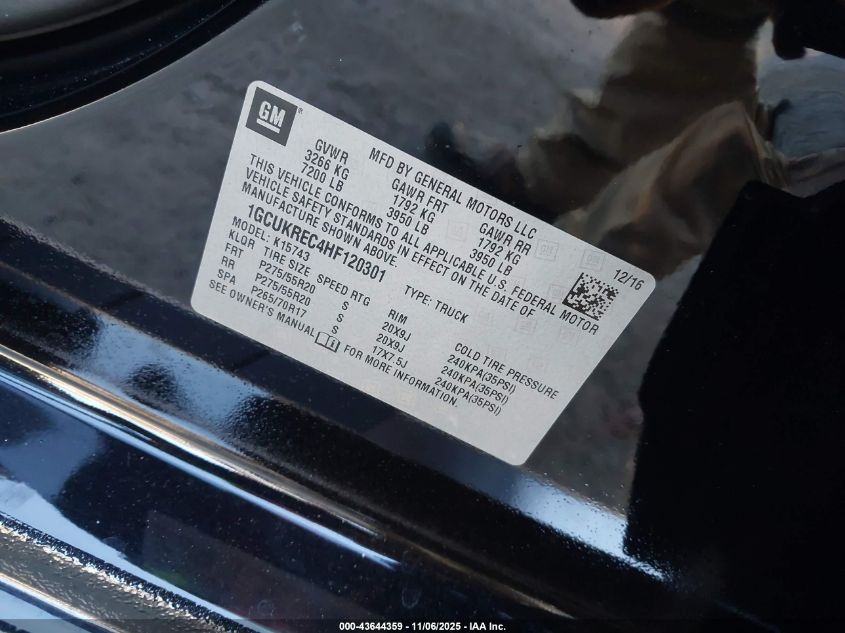 GM ®
MFD BY GENERAL MOTORS LLC 12/16
GVWR GAWR FRT GAWR RR
3266 KG 1792 KG 1792 KG
7200 LB 3950 LB 3950 LB
THIS VEHICLE CONFORMS TO ALL APPLICABLE U.S. FEDERAL MOTOR
VEHICLE SAFETY STANDARDS IN EFFECT ON THE DATE OF
MANUFACTURE SHOWN ABOVE.
1GCUKREC4HF120301 TYPE: TRUCK
MODEL: K15743
KLOR TIRE SIZE SPEED RTG RIM COLD TIRE PRESSURE
FRT P275/55R20 S 20X9J 240KPA(35PSI)
RR P275/55R20 S 20X9J 240KPA(35PSI)
SPA P265/70R17 S 17X7.5J 240KPA(35PSI)
SEE OWNER'S MANUAL i FOR MORE INFORMATION.
000-43644359 | 11/06/2025 - IAA Inc.